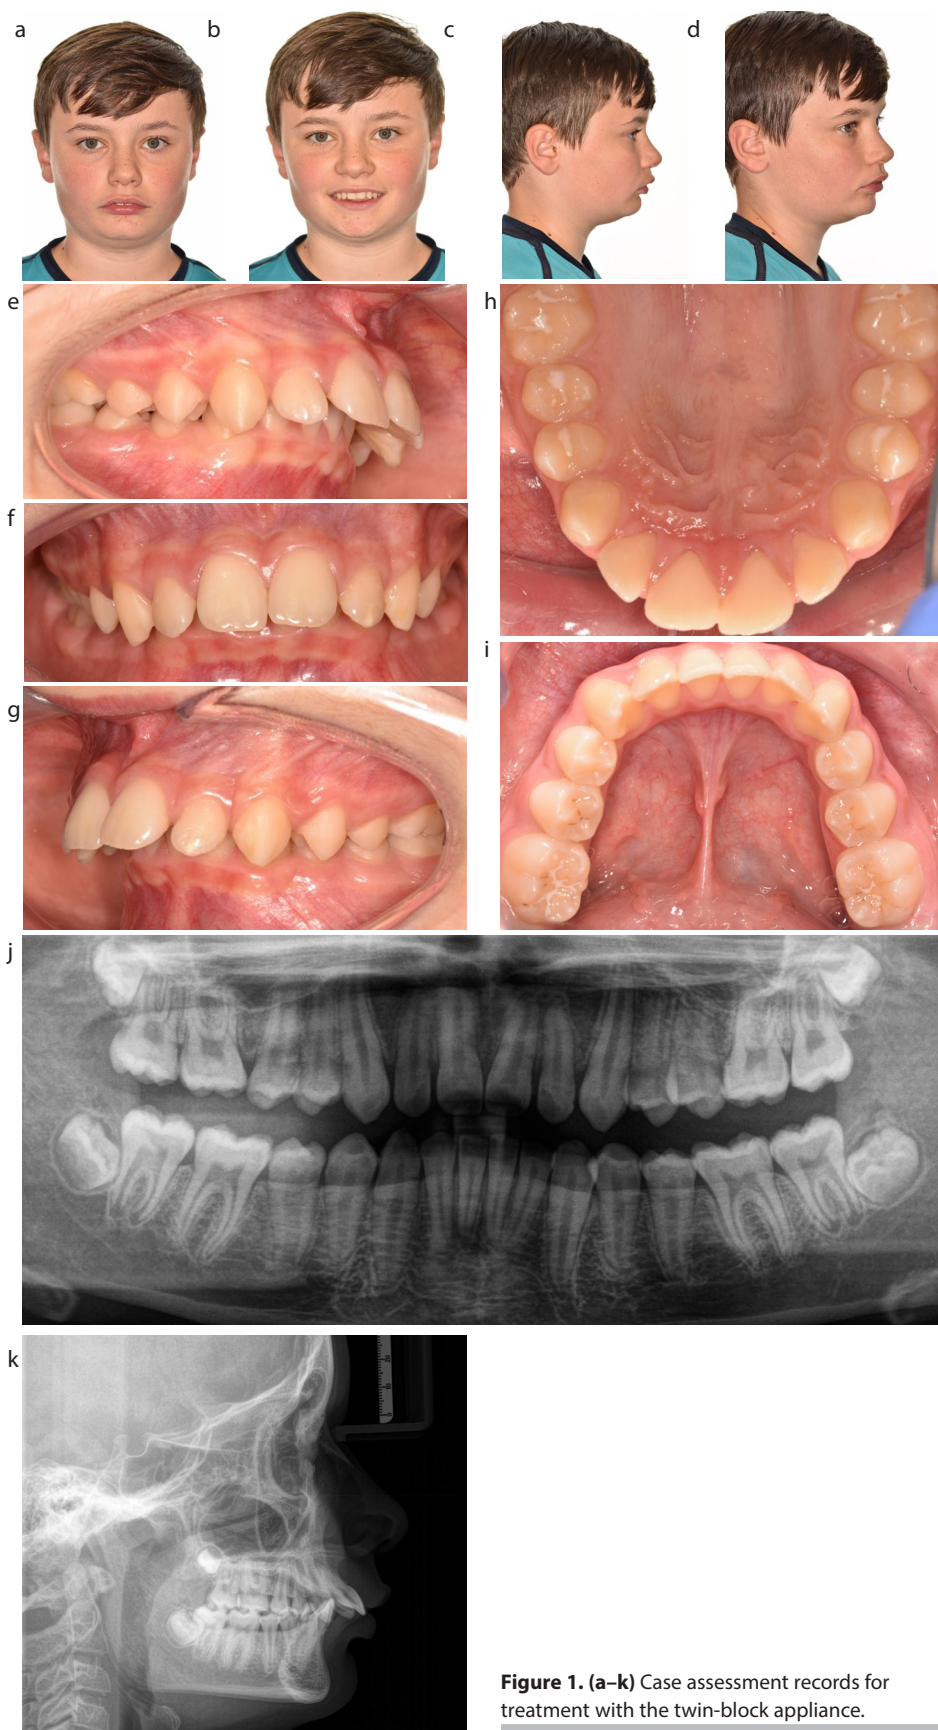 a
b
c
d
e
h
f
i
g
j
k
Figure 1. (a–k) Case assessment records for
treatment with the twin-block appliance.